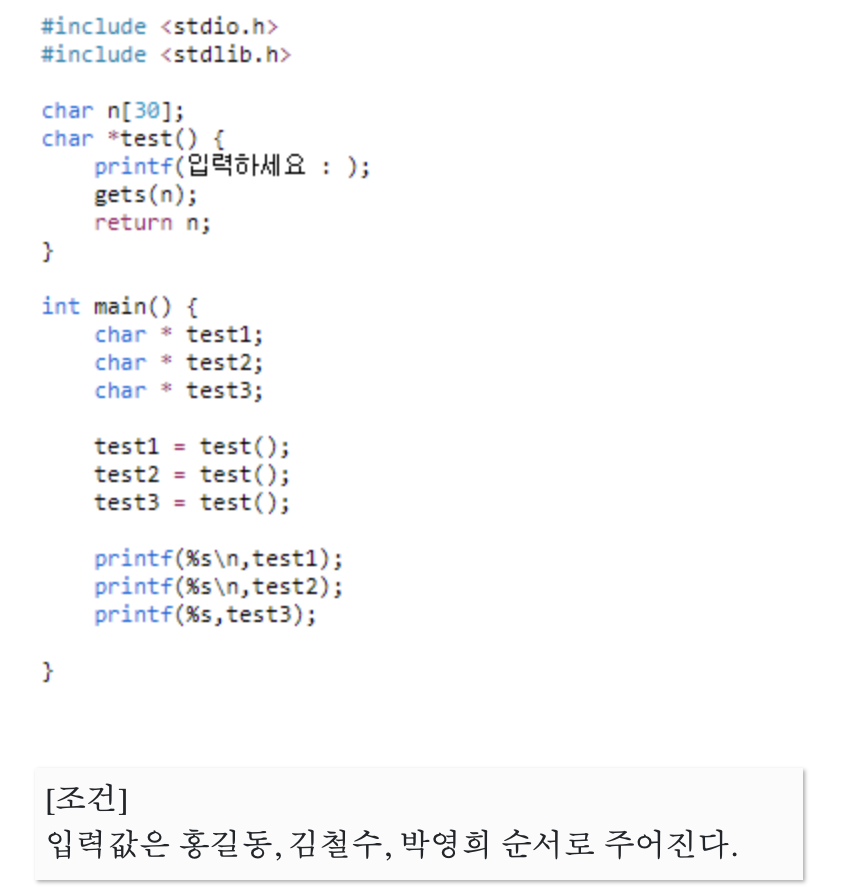 #include <stdio.h>
#include <stdlib.h>
char n[30];
char *test() {
printf(입력하세요 : );
gets(n);
return n;
}
int main() {
char * test1;
char * test2;
char * test3;
test1 = test();
test2 = test();
test3 = test();
printf(%s\n,test1);
printf(%s\n,test2);
printf(%s,test3);
}
[조건]
입력값은 홍길동, 김철수, 박영희 순서로 주어진다.